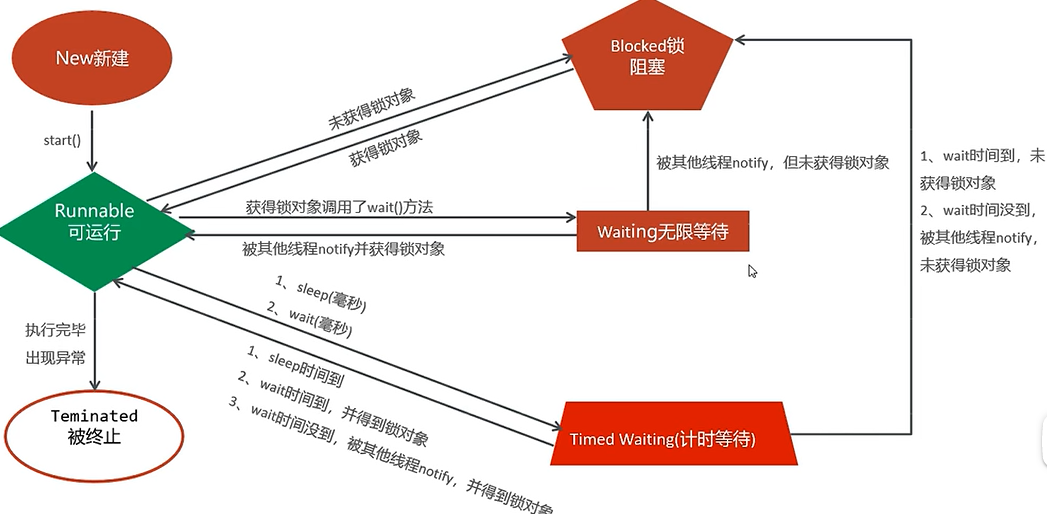 New新建
Blocked锁
阻塞
start()
未获得锁对象
获得锁对象
1、wait时间到，未
获得锁对象
2、wait时间没到，
被其他线程notify，
未获得锁对象
被其他线程notify，但未获得锁对象
Runnable
可运行
获得锁对象调用了wait()方法
Waiting无限等待
被其他线程notify并获得锁对象
1、sleep(毫秒)
2、wait(毫秒)
执行完毕
出现异常
1、sleep时间到
2、wait时间到，并得到锁对象
3、wait时间没到，被其他线程notify，并得到锁对象
Teminated
被终止
Timed Waiting(计时等待)